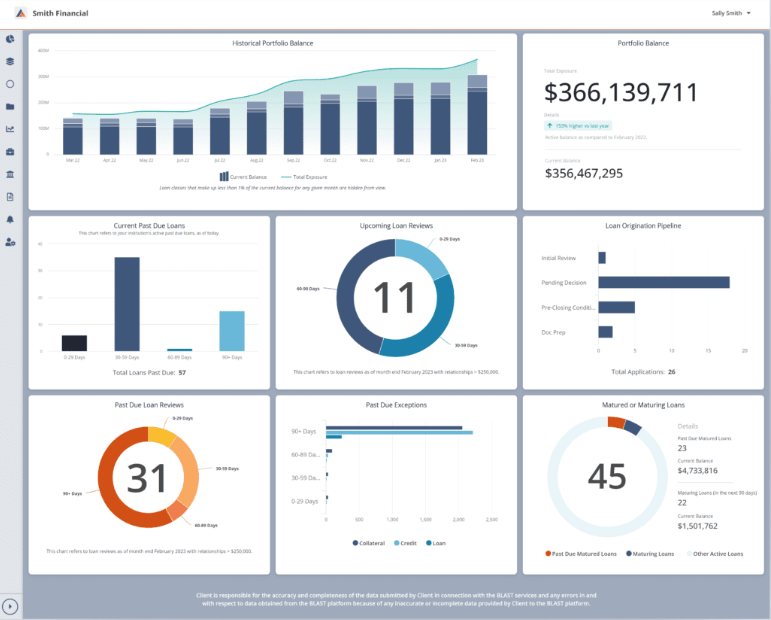 Smith Financial
Sally Smith
Historical Portfolio Balance
400M
300M
200M
100M
0
Mar.22 Apr.22 May.22 Jun.22 Jul.22 Aug.22 Sep.22 Oct.22 Nov.22 Dec.22 Jan.23 Feb.23
Current Balance Total Exposure
Loan classes that make up less than 1% of the current balance for any given month are hidden from view.
Portfolio Balance
Total Exposure
$366,139,711
Details
153% higher vs last year
Active balance as compared to February 2022.
Current Balance
$356,467,295
Current Past Due Loans
This chart refers to your institution's active past due loans, as of today.
40
30
20
10
0
0-29 Days 30-59 Days 60-89 Days 90+ Days
Total Loans Past Due: 57
Upcoming Loan Reviews
0-29 Days
60-89 Days
11
30-59 Days
This chart refers to loan reviews as of month end February 2023 with relationships > $250,000.
Loan Origination Pipeline
Initial Review
Pending Decision
Pre-Closing Conditi...
Doc Prep
0 5 10 15 20
Total Applications: 26
Past Due Loan Reviews
0-29 Days
31
30-59 Days
90+ Days
60-89 Days
This chart refers to loan reviews as of month end February 2023 with relationships > $250,000.
Past Due Exceptions
90+ Days
60-89 Da...
30-59 Da...
0-29 Days
0 500 1,000 1,500 2,000 2,500
Collateral Credit Loan
Matured or Maturing Loans
45
Details
Past Due Matured Loans
23
Current Balance
$4,733,816
Maturing Loans (in the next 90 days)
22
Current Balance
$1,501,762
Past Due Matured Loans Maturing Loans Other Active Loans
Client is responsible for the accurary and completeness of the data submitted by Client in connection with the BLAST services and any errors in and
with respect to data obtained from the BLAST platform because of any inaccurate or incomplete data provided by Client to the BLAST platform.